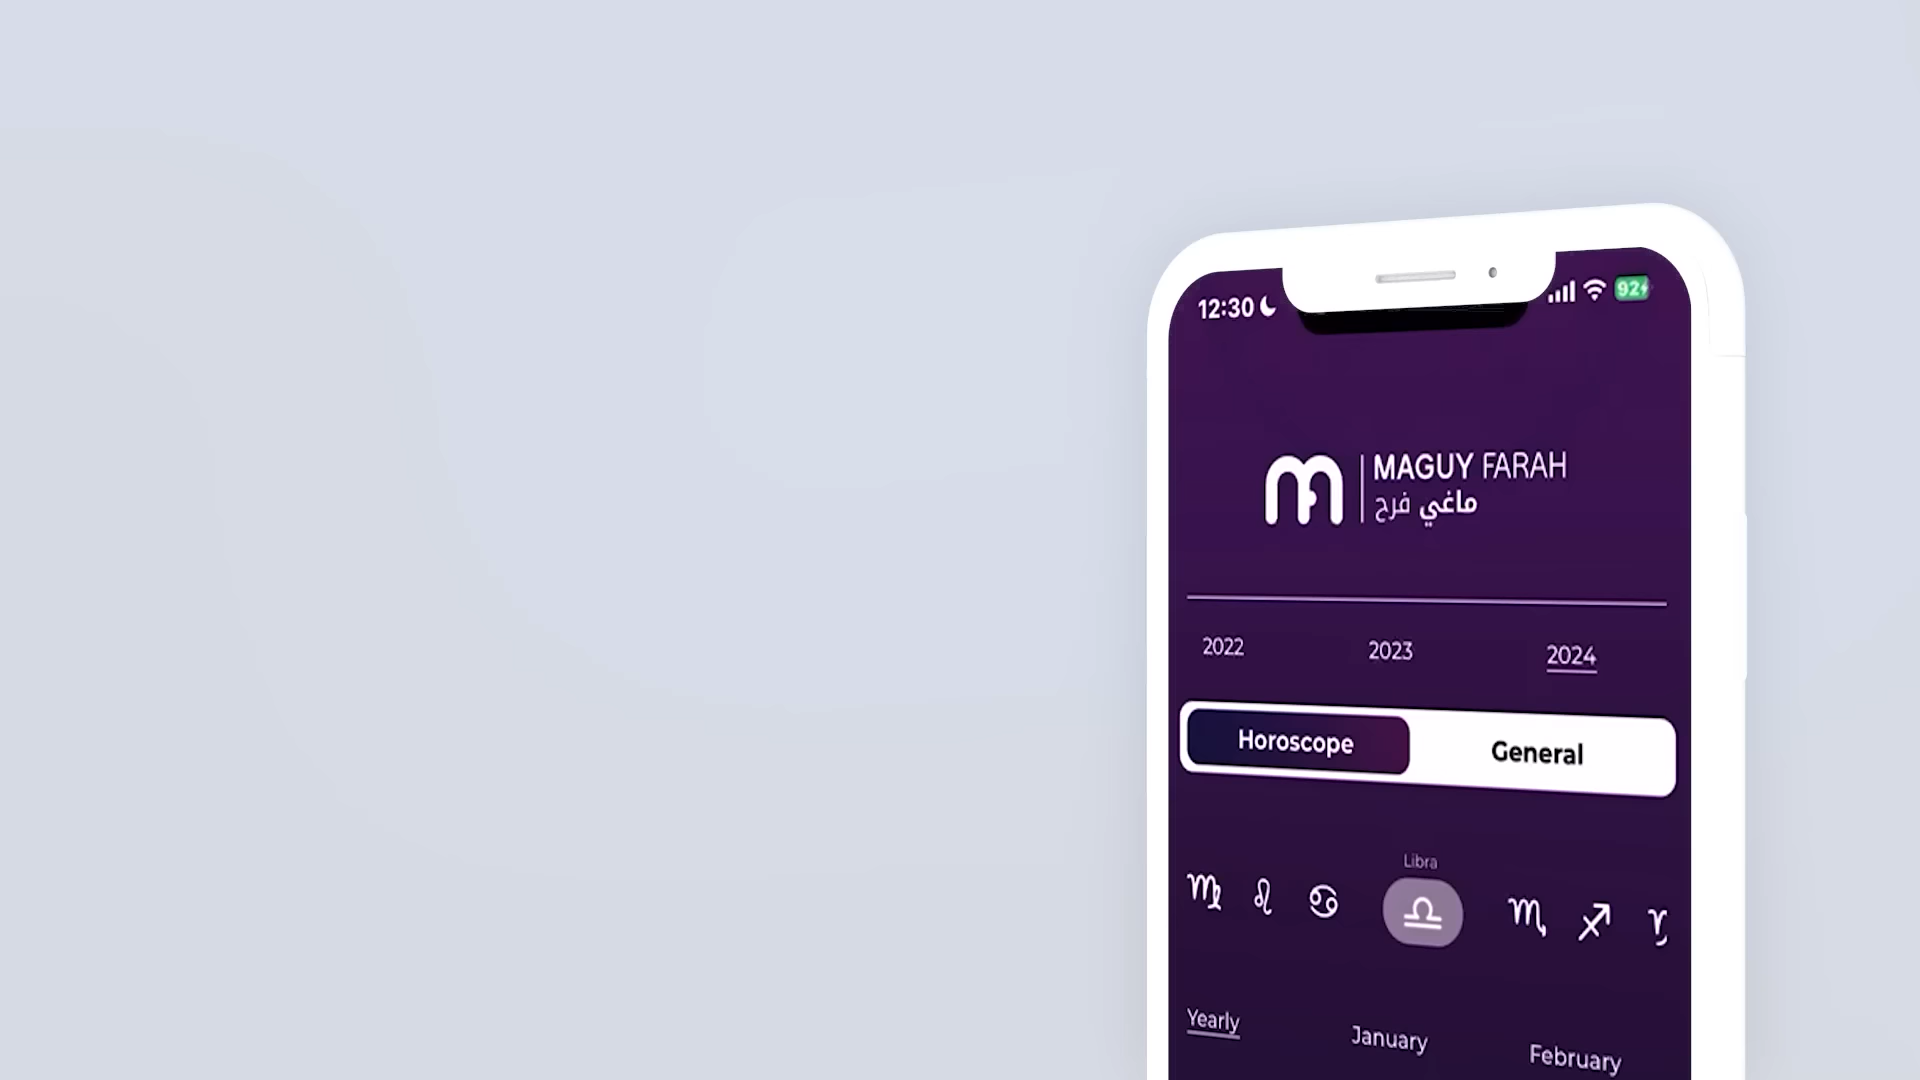 12:30
92
MAGUY FARAH
ماغي فرح
2022 2023 2024
Horoscope General
Libra
♍ ♌ ♋ ♎ ♏ ♐
Yearly January February